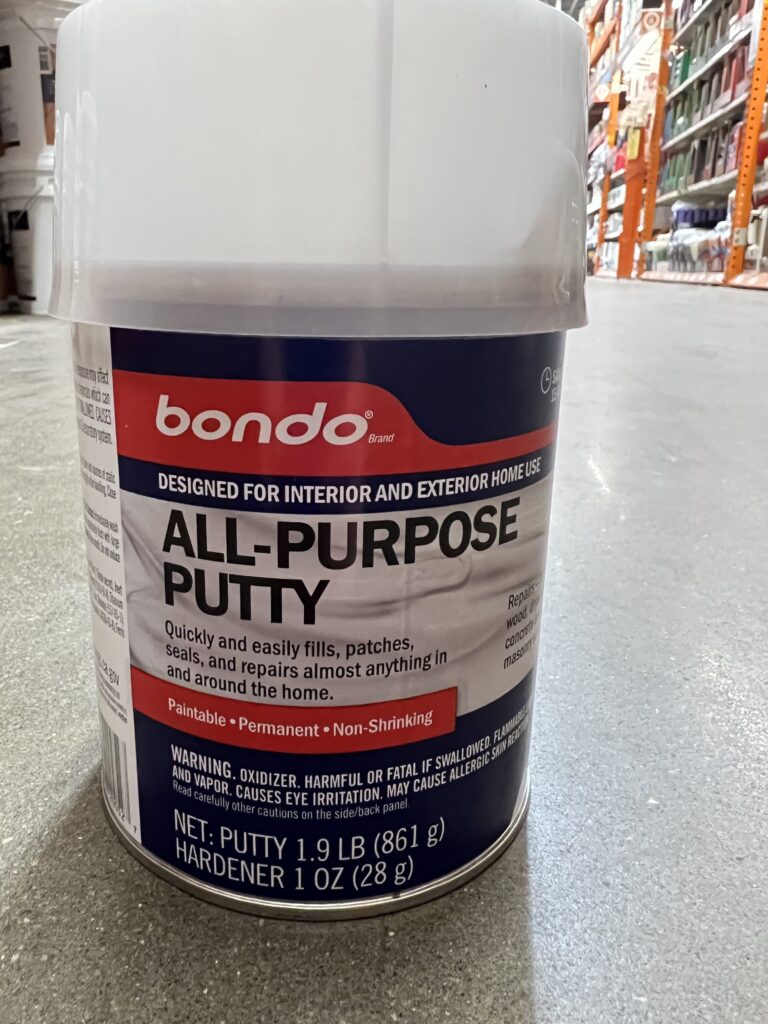 bondo®
Brand
DESIGNED FOR INTERIOR AND EXTERIOR HOME USE
ALL-PURPOSE
PUTTY
Quickly and easily fills, patches,
seals, and repairs almost anything in
and around the home.
Repairs
wood,
concrete
masonry
Paintable • Permanent • Non-Shrinking
WARNING. OXIDIZER. HARMFUL OR FATAL IF SWALLOWED. FLAMMABLE
AND VAPOR. CAUSES EYE IRRITATION. MAY CAUSE ALLERGIC SKIN
Read carefully other cautions on the side/back panel.
NET: PUTTY 1.9 LB (861 g)
HARDENER 1 OZ (28 g)